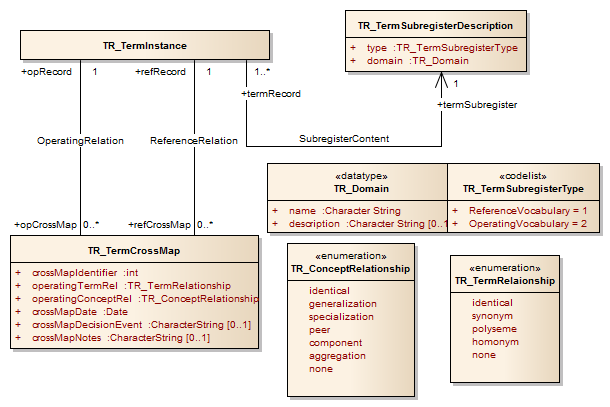 TR_TermInstance
TR_TermSubregisterDescription
+ type :TR_TermSubregisterType
+ domain :TR_Domain
+opRecord 1 +refRecord 1 1..*
+termRecord
1
+termSubregister
OperatingRelation
ReferenceRelation
SubregisterContent
+opCrossMap 0..* +refCrossMap 0..*
«datatype»
TR_Domain
+ name :Character String
+ description :Character String [0..1
«codelist»
TR_TermSubregisterType
+ ReferenceVocabulary = 1
+ OperatingVocabulary = 2
TR_TermCrossMap
+ crossMapIdentifier :int
+ operatingTermRel :TR_TermRelationship
+ operatingConceptRel :TR_ConceptRelationship
+ crossMapDate :Date
+ crossMapDecisionEvent :CharacterString [0..1]
+ crossMapNotes :CharacterString [0..1]
«enumeration»
TR_ConceptRelationship
identical
generalization
specialization
peer
component
aggregation
none
«enumeration»
TR_TermRelaionship
identical
synonym
polyseme
homonym
none